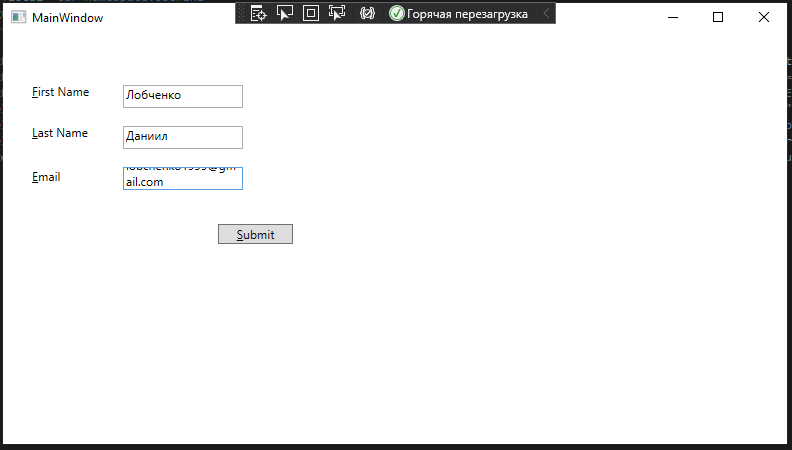 MainWindow
Горячая перезагрузка
First Name
Лобченко
Last Name
Даниил
Email
ail.com
Submit